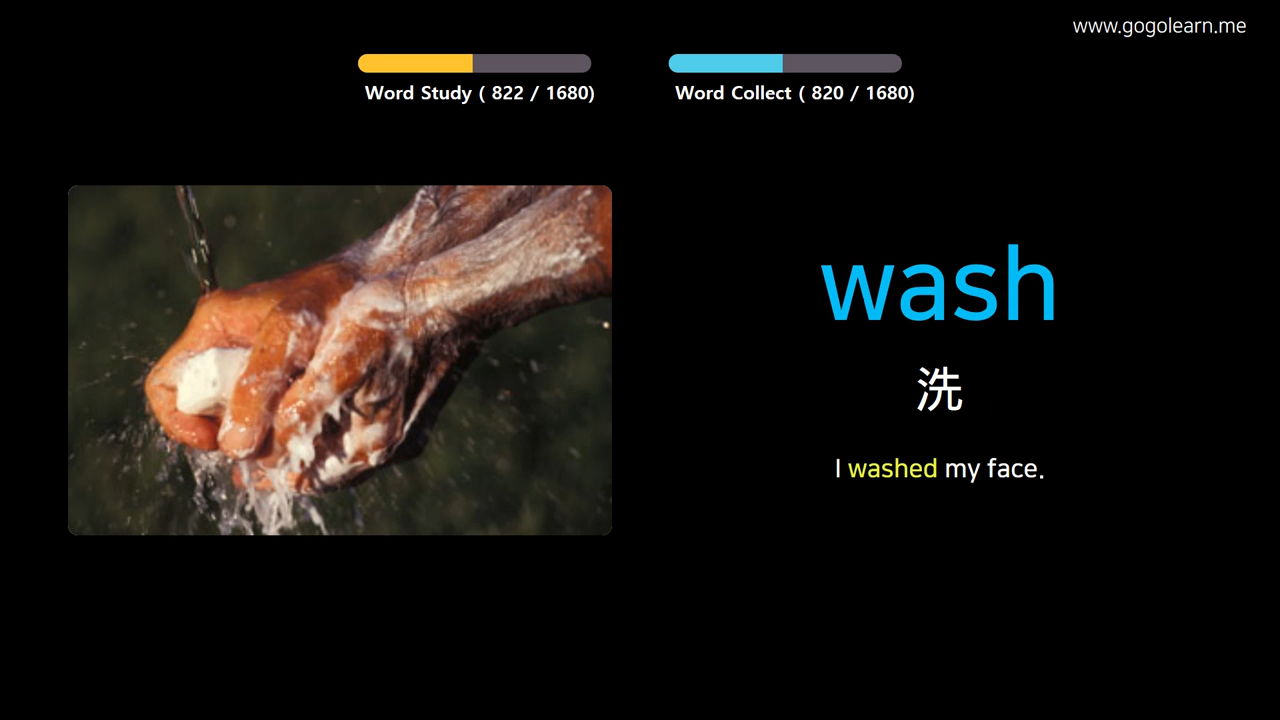 www.gogolearn.me
Word Study ( 822 / 1680)
Word Collect ( 820 / 1680)
wash
洗
I washed my face.